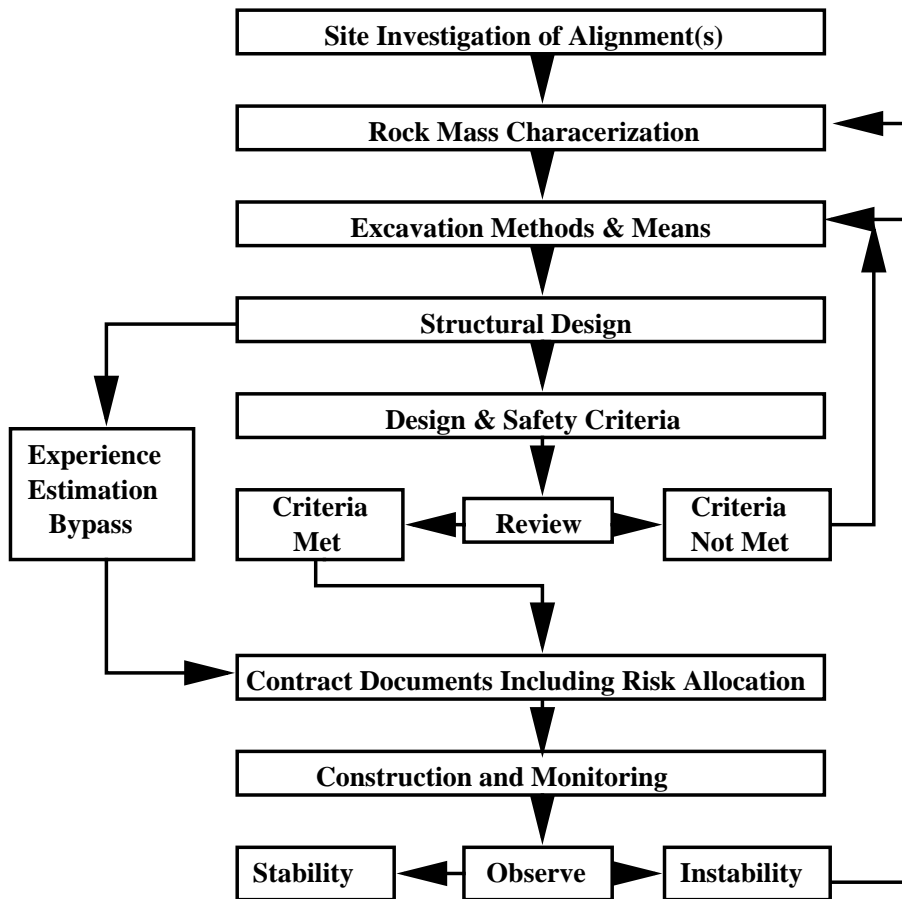 Site Investigation of Alignment(s)
Rock Mass Characerization
Excavation Methods & Means
Structural Design
Design & Safety Criteria
Experience
Estimation
Bypass
Criteria
Met
Review
Criteria
Not Met
Contract Documents Including Risk Allocation
Construction and Monitoring
Stability
Observe
Instability